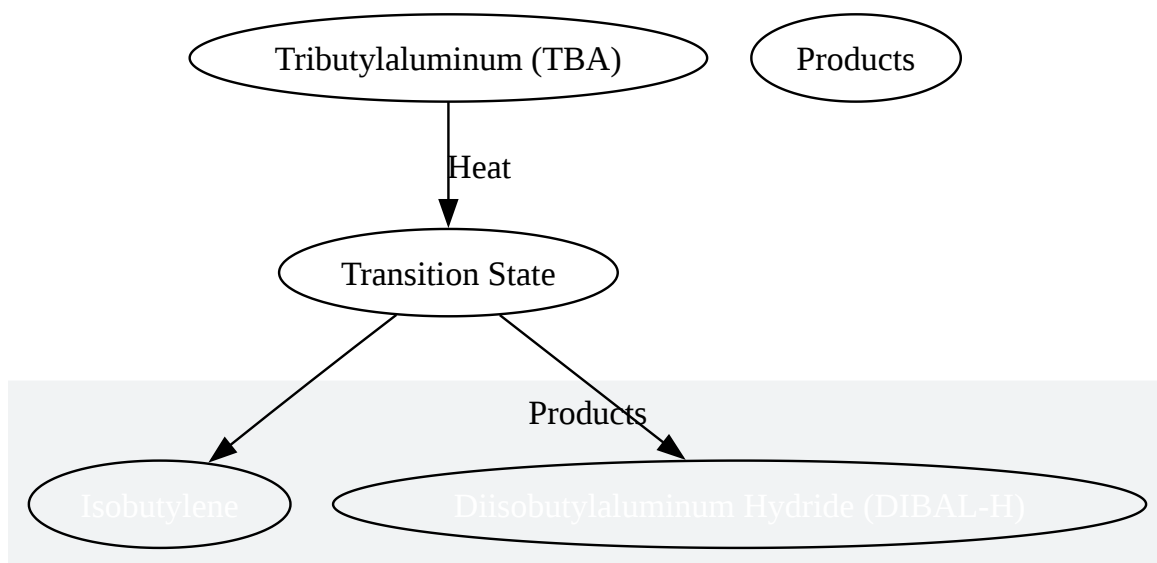 Tributylaluminum (TBA)
Products
Heat
Transition State
Products
Isobutylene
Diisobutylaluminum Hydride (DIBAL-H)